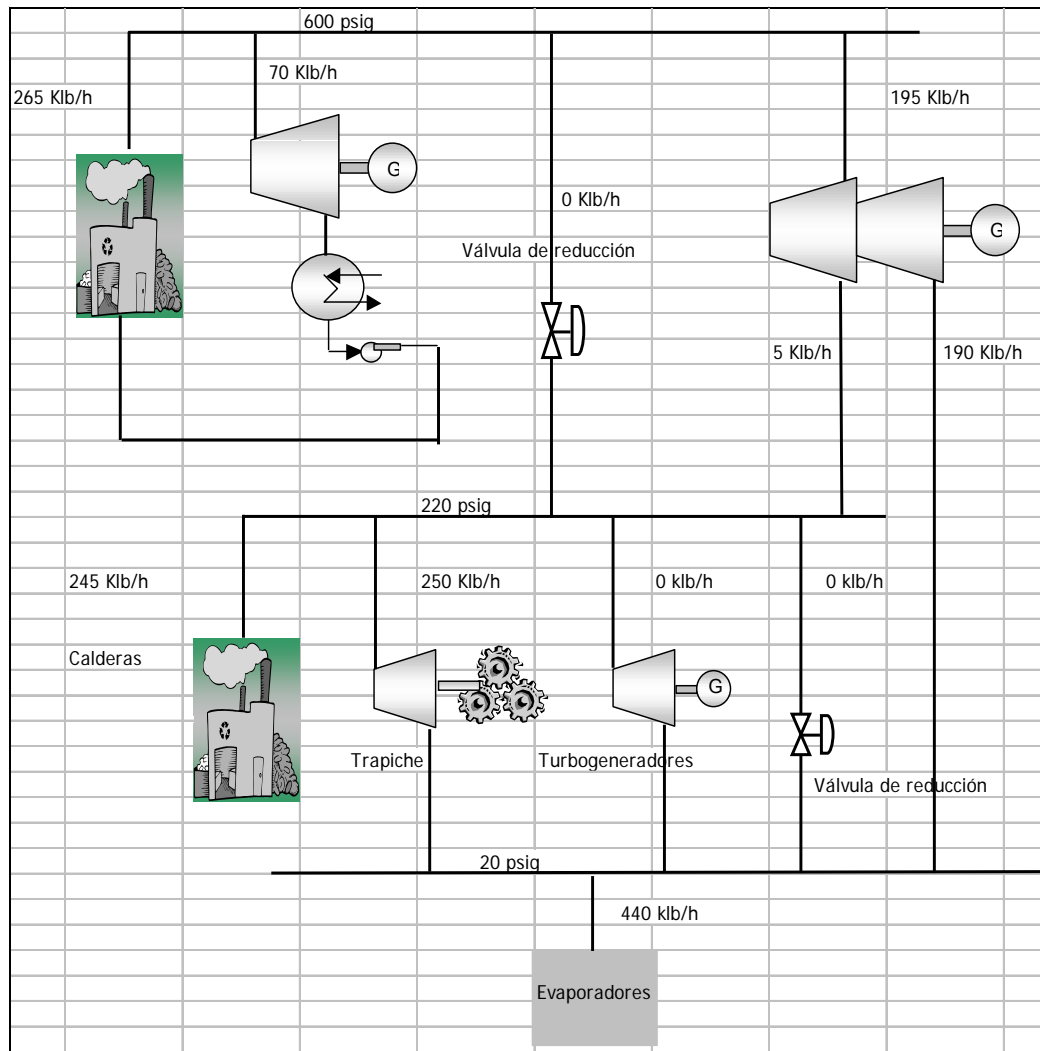 600 psig
70 Klb/h
265 Klb/h
195 Klb/h
G
0 Klb/h
G
Válvula de reducción
5 Klb/h
190 Klb/h
220 psig
245 Klb/h
250 Klb/h
0 klb/h
0 klb/h
Calderas
G
Trapiche
Turbogeneradores
Válvula de reducción
20 psig
440 klb/h
Evaporadores